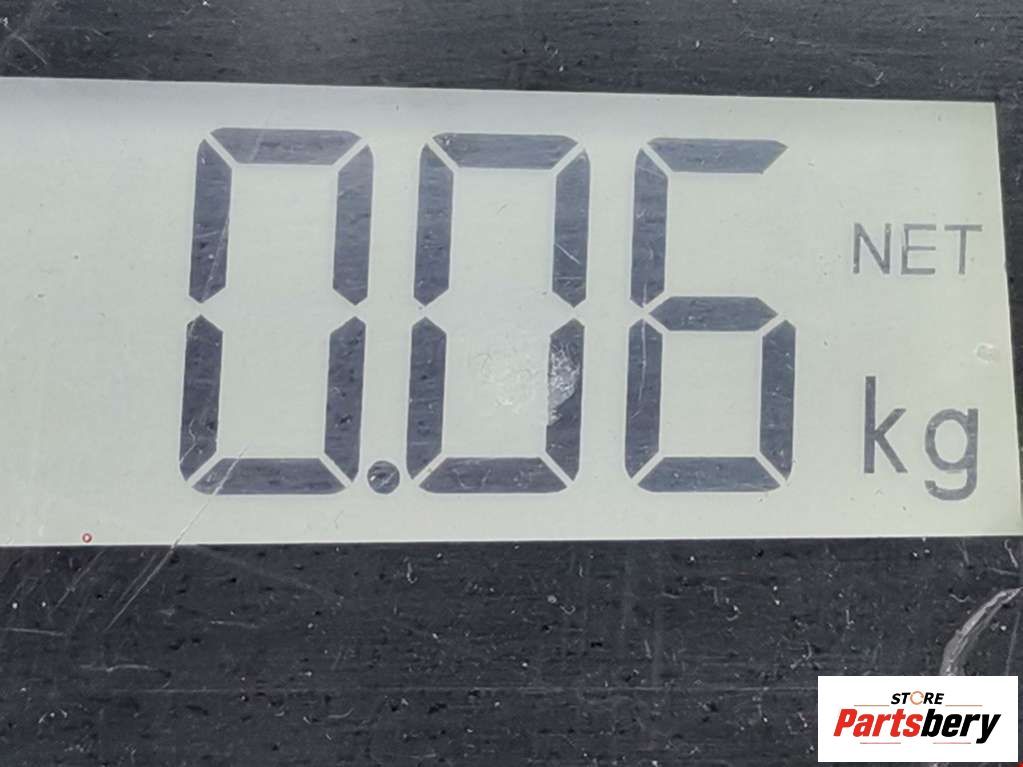 0.06
NET
kg
STORE
Partsbery